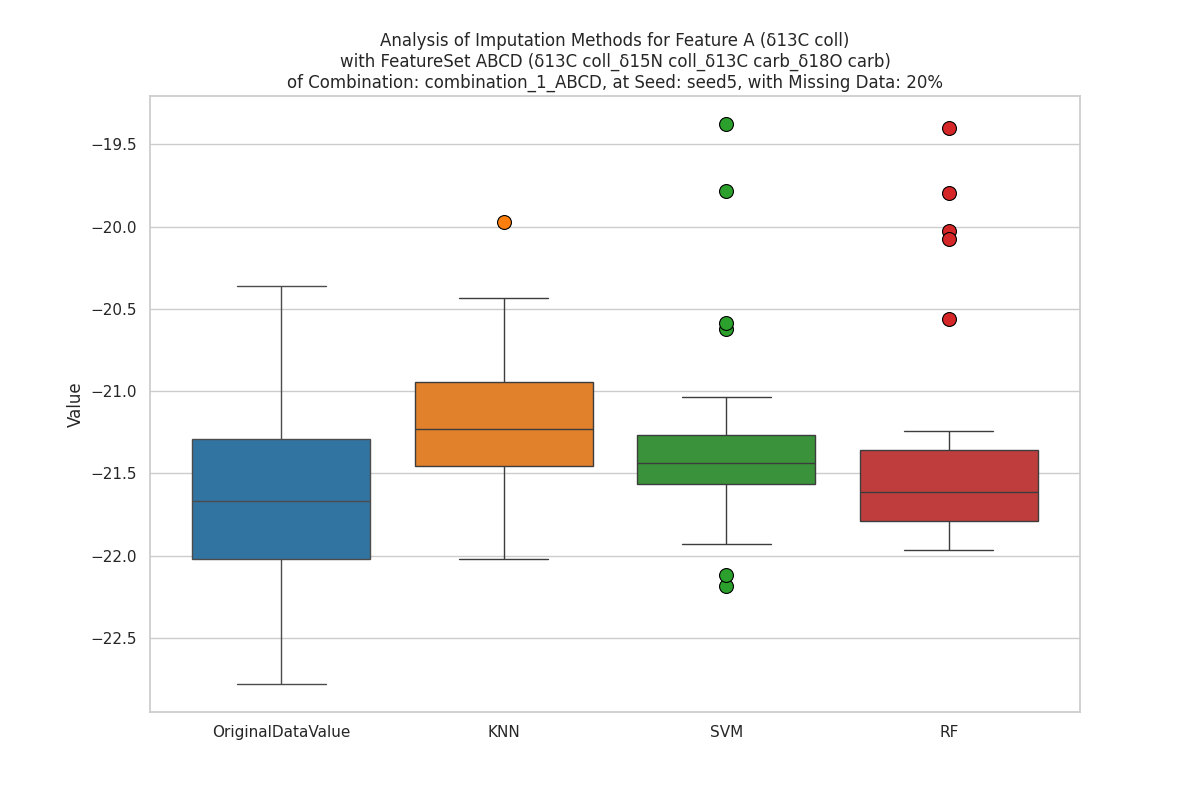 Analysis of Imputation Methods for Feature A (δ13C coll)
with FeatureSet ABCD (δ13C coll_δ15N coll_δ13C carb_δ18O carb)
of Combination: combination_1_ABCD, at Seed: seed5, with Missing Data: 20%
−19.5
−20.0
−20.5
−21.0
−21.5
−22.0
−22.5
Value
OriginalDataValue
KNN
SVM
RF